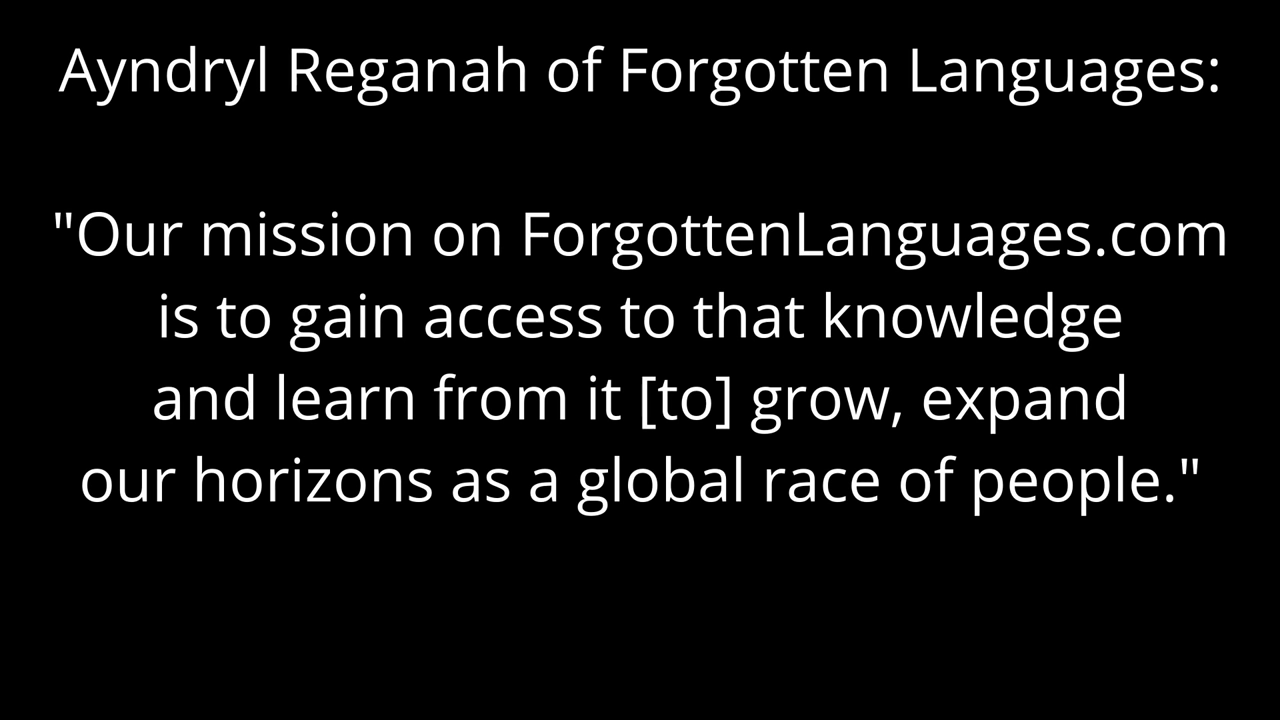 Ayndryl Reganah of Forgotten Languages:
"Our mission on ForgottenLanguages.com
is to gain access to that knowledge
and learn from it [to] grow, expand
our horizons as a global race of people."